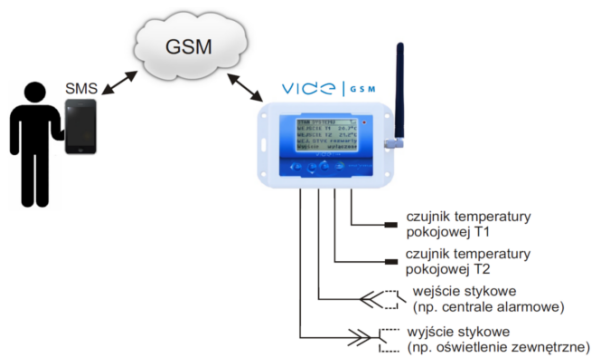 GSM
SMS
VIDE | GSM
czujnik temperatury
pokojowej T1
czujnik temperatury
pokojowej T2
wejście stykowe
(np. centrale alarmowe)
wyjście stykowe
(np. oświetlenie zewnętrzne)